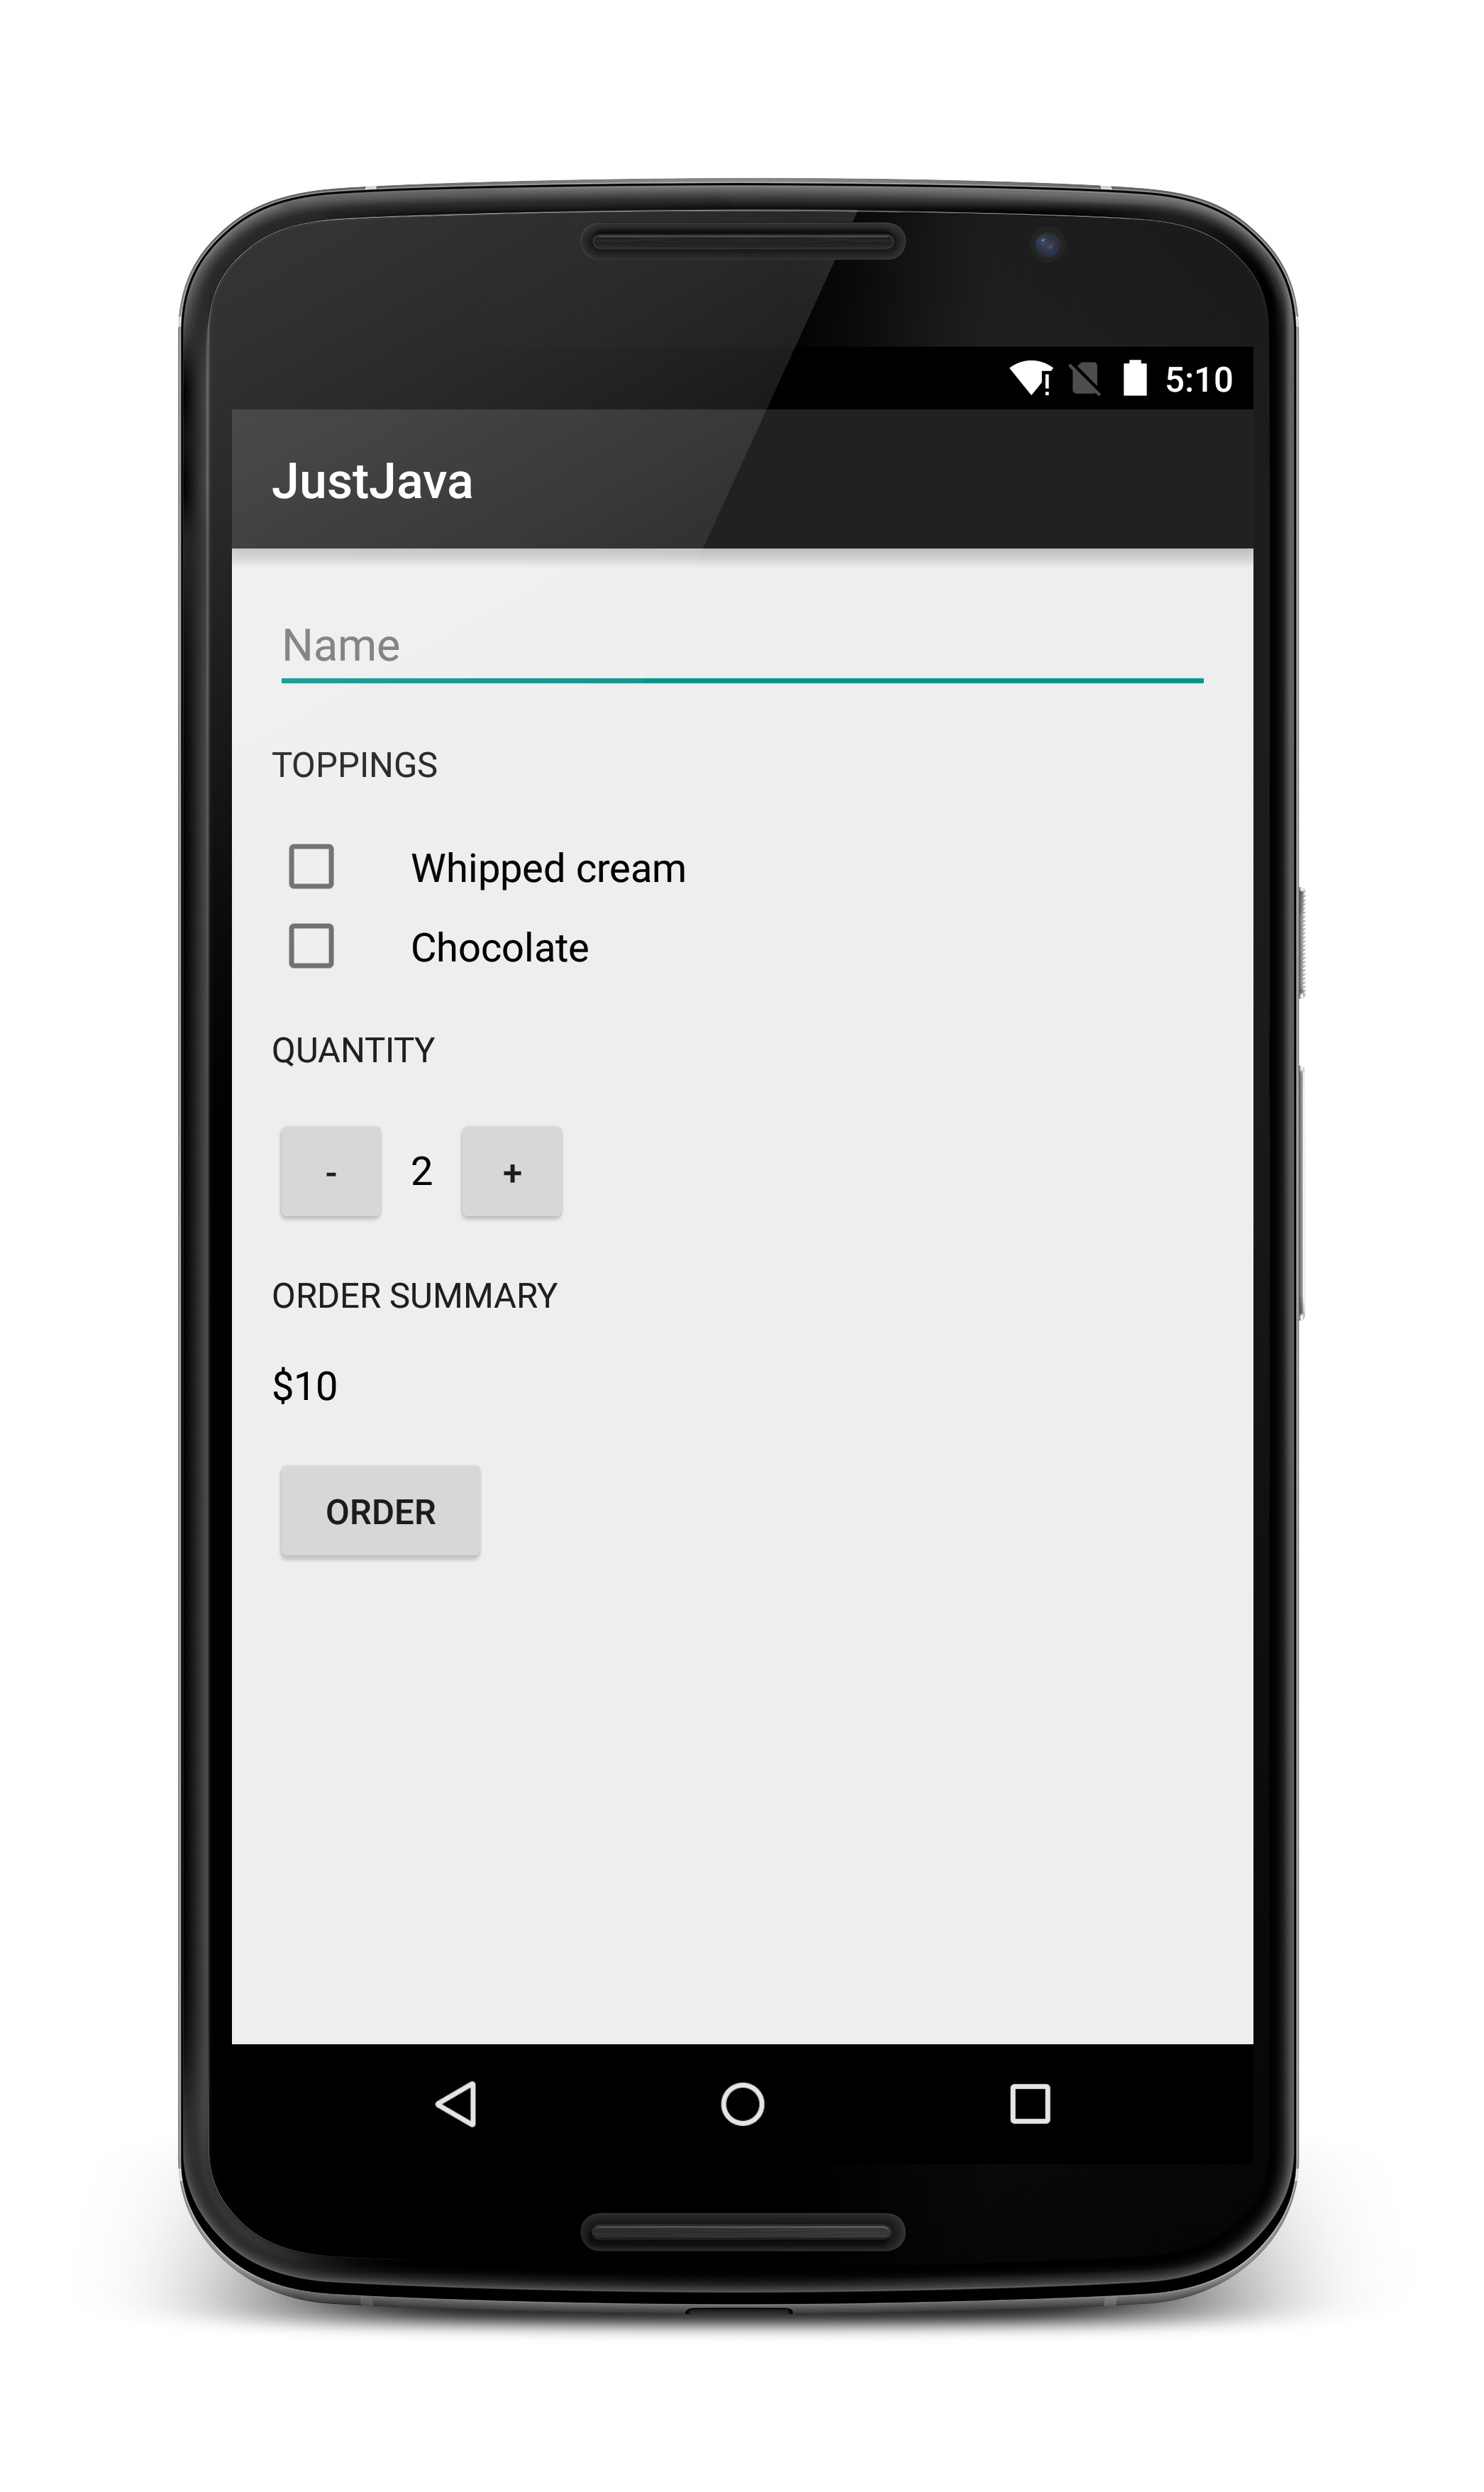 5:10
JustJava
Name
TOPPINGS
Whipped cream
Chocolate
QUANTITY
- 2 +
ORDER SUMMARY
$10
ORDER